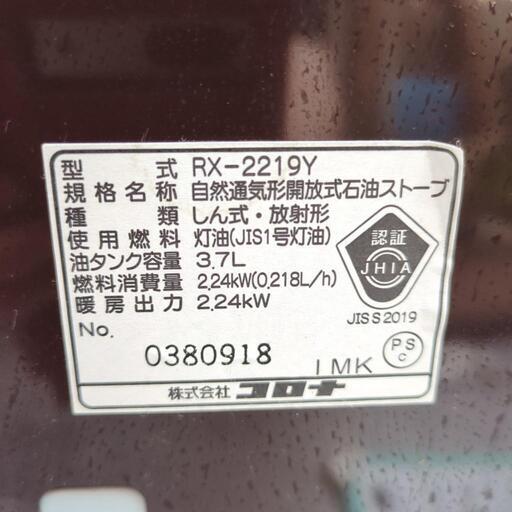 型式 RX-2219Y
規格名称 自然通気形開放式石油ストーブ
種類 しん式・放射形
使用燃料 灯油(JIS1号灯油)
油タンク容量 3.7L
燃料消費量 2.24kW(0.218L/h)
暖房出力 2.24kW
認証
JHIA
JIS S 2019
No. 0380918
1MK
PSC
株式会社コロナ